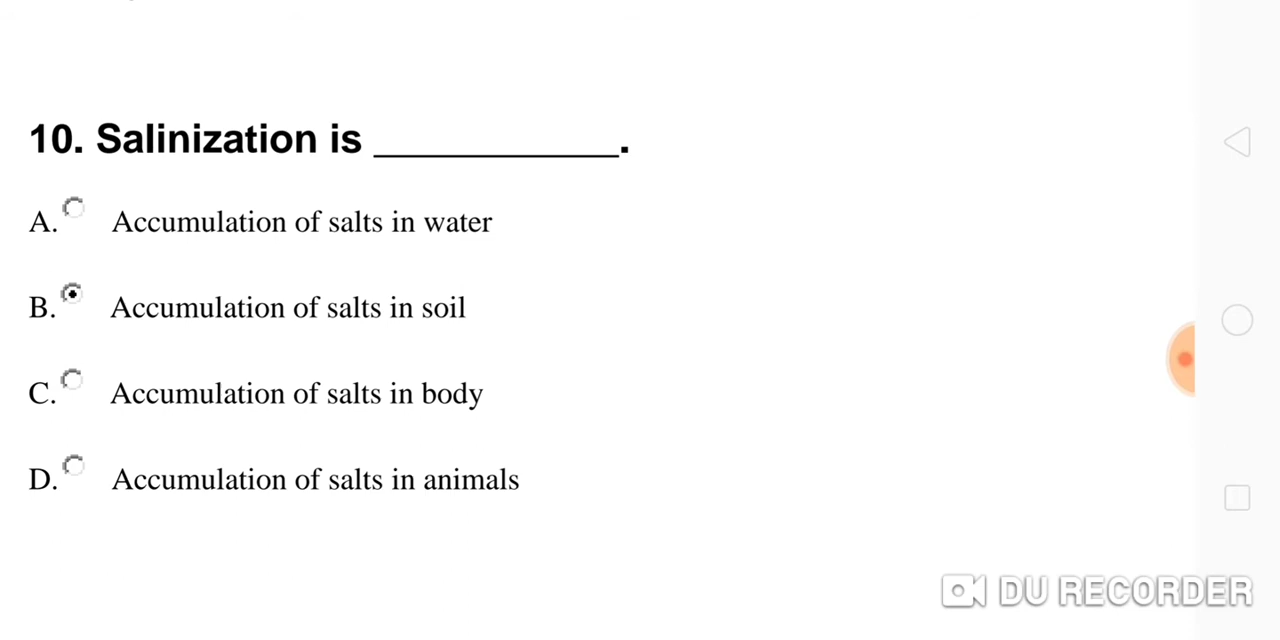 10. Salinization is ____________.
A. Accumulation of salts in water
B. Accumulation of salts in soil
C. Accumulation of salts in body
D. Accumulation of salts in animals
DU RECORDER